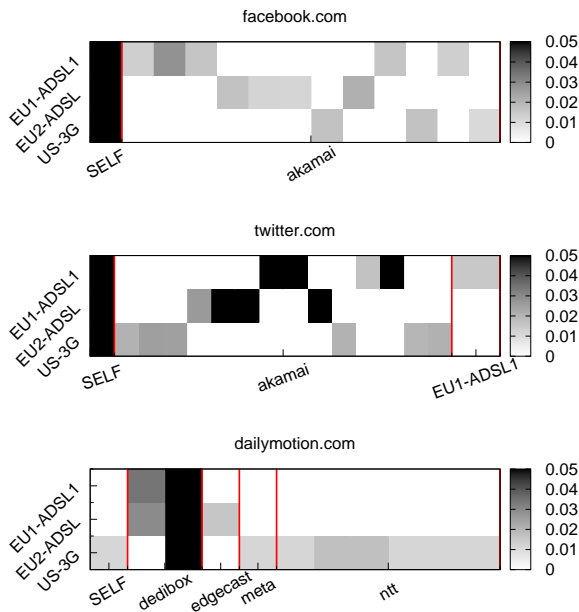 facebook.com
EU1-ADSL1
EU2-ADSL
US-3G
SELF
akamai
0.05
0.04
0.03
0.02
0.01
0
twitter.com
EU1-ADSL1
EU2-ADSL
US-3G
SELF
akamai
EU1-ADSL1
0.05
0.04
0.03
0.02
0.01
0
dailymotion.com
EU1-ADSL1
EU2-ADSL
US-3G
SELF
dedibox
edgecast
meta
ntt
0.05
0.04
0.03
0.02
0.01
0